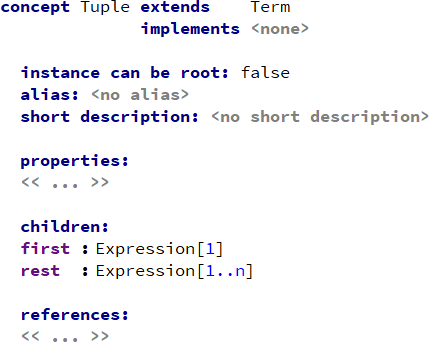 concept Tuple extends Term
implements <none>
instance can be root: false
alias: <no alias>
short description: <no short description>
properties:
<< ... >>
children:
first : Expression[1]
rest : Expression[1..n]
references:
<< ... >>